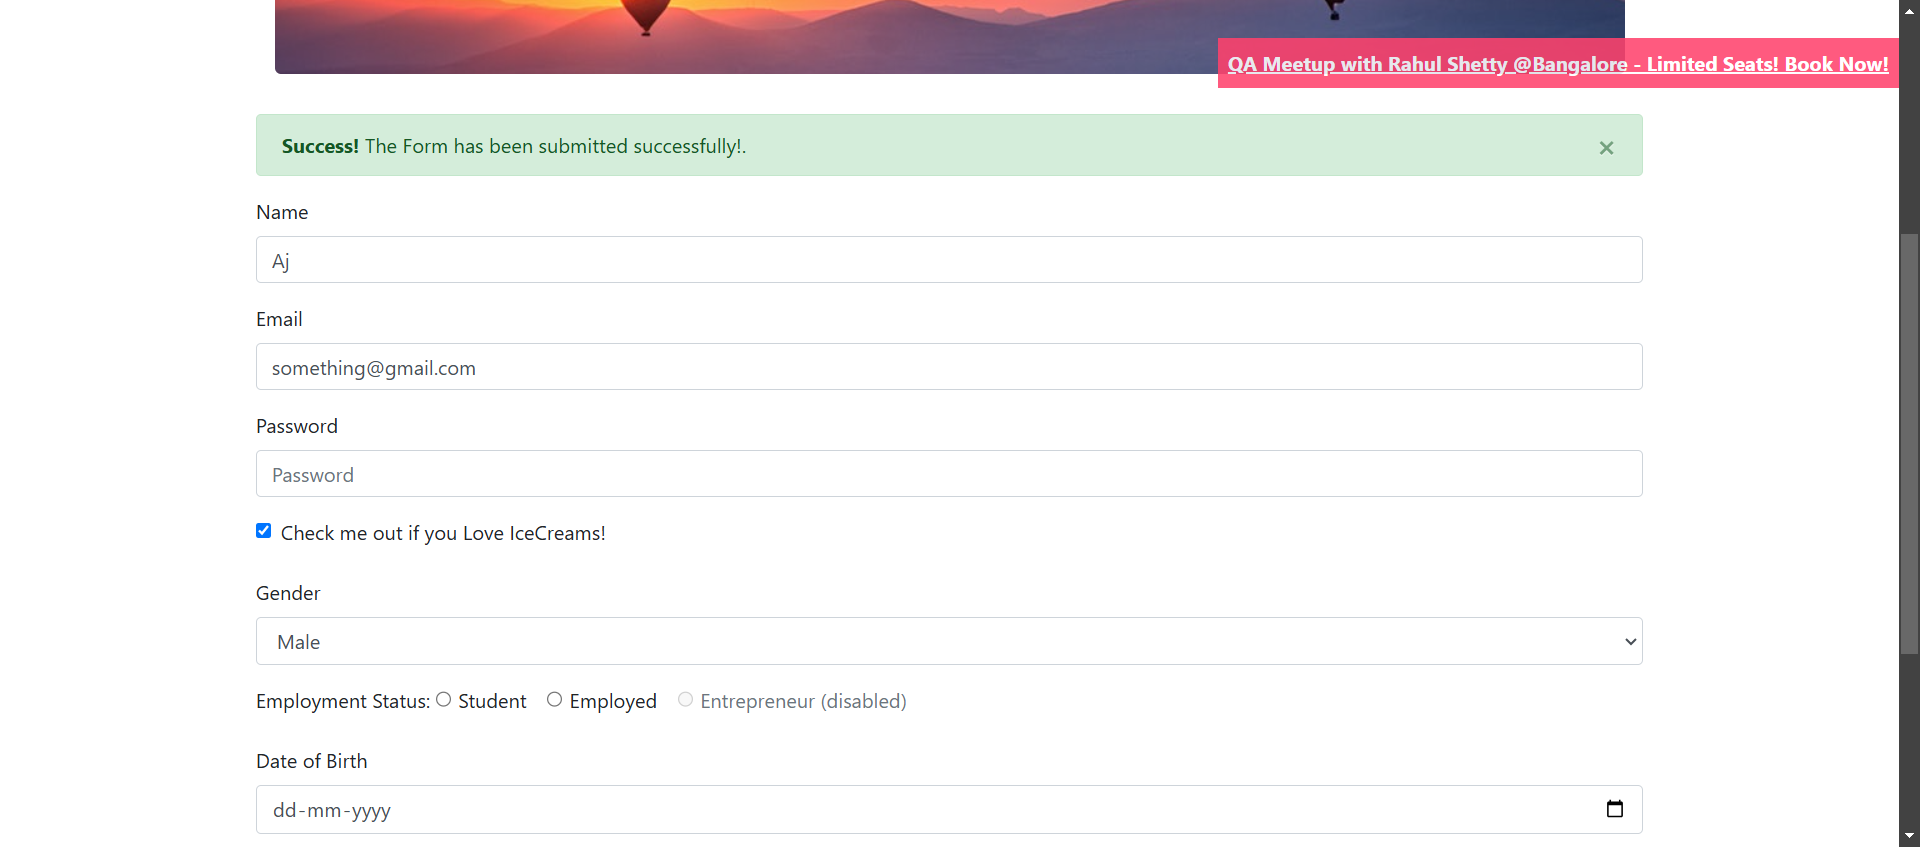 QA Meetup with Rahul Shetty @Bangalore - Limited Seats! Book Now!
Success! The Form has been submitted successfully!.
Name
Aj
Email
something@gmail.com
Password
Password
Check me out if you Love IceCreams!
Gender
Male
Employment Status: Student Employed Entrepreneur (disabled)
Date of Birth
dd-mm-yyyy